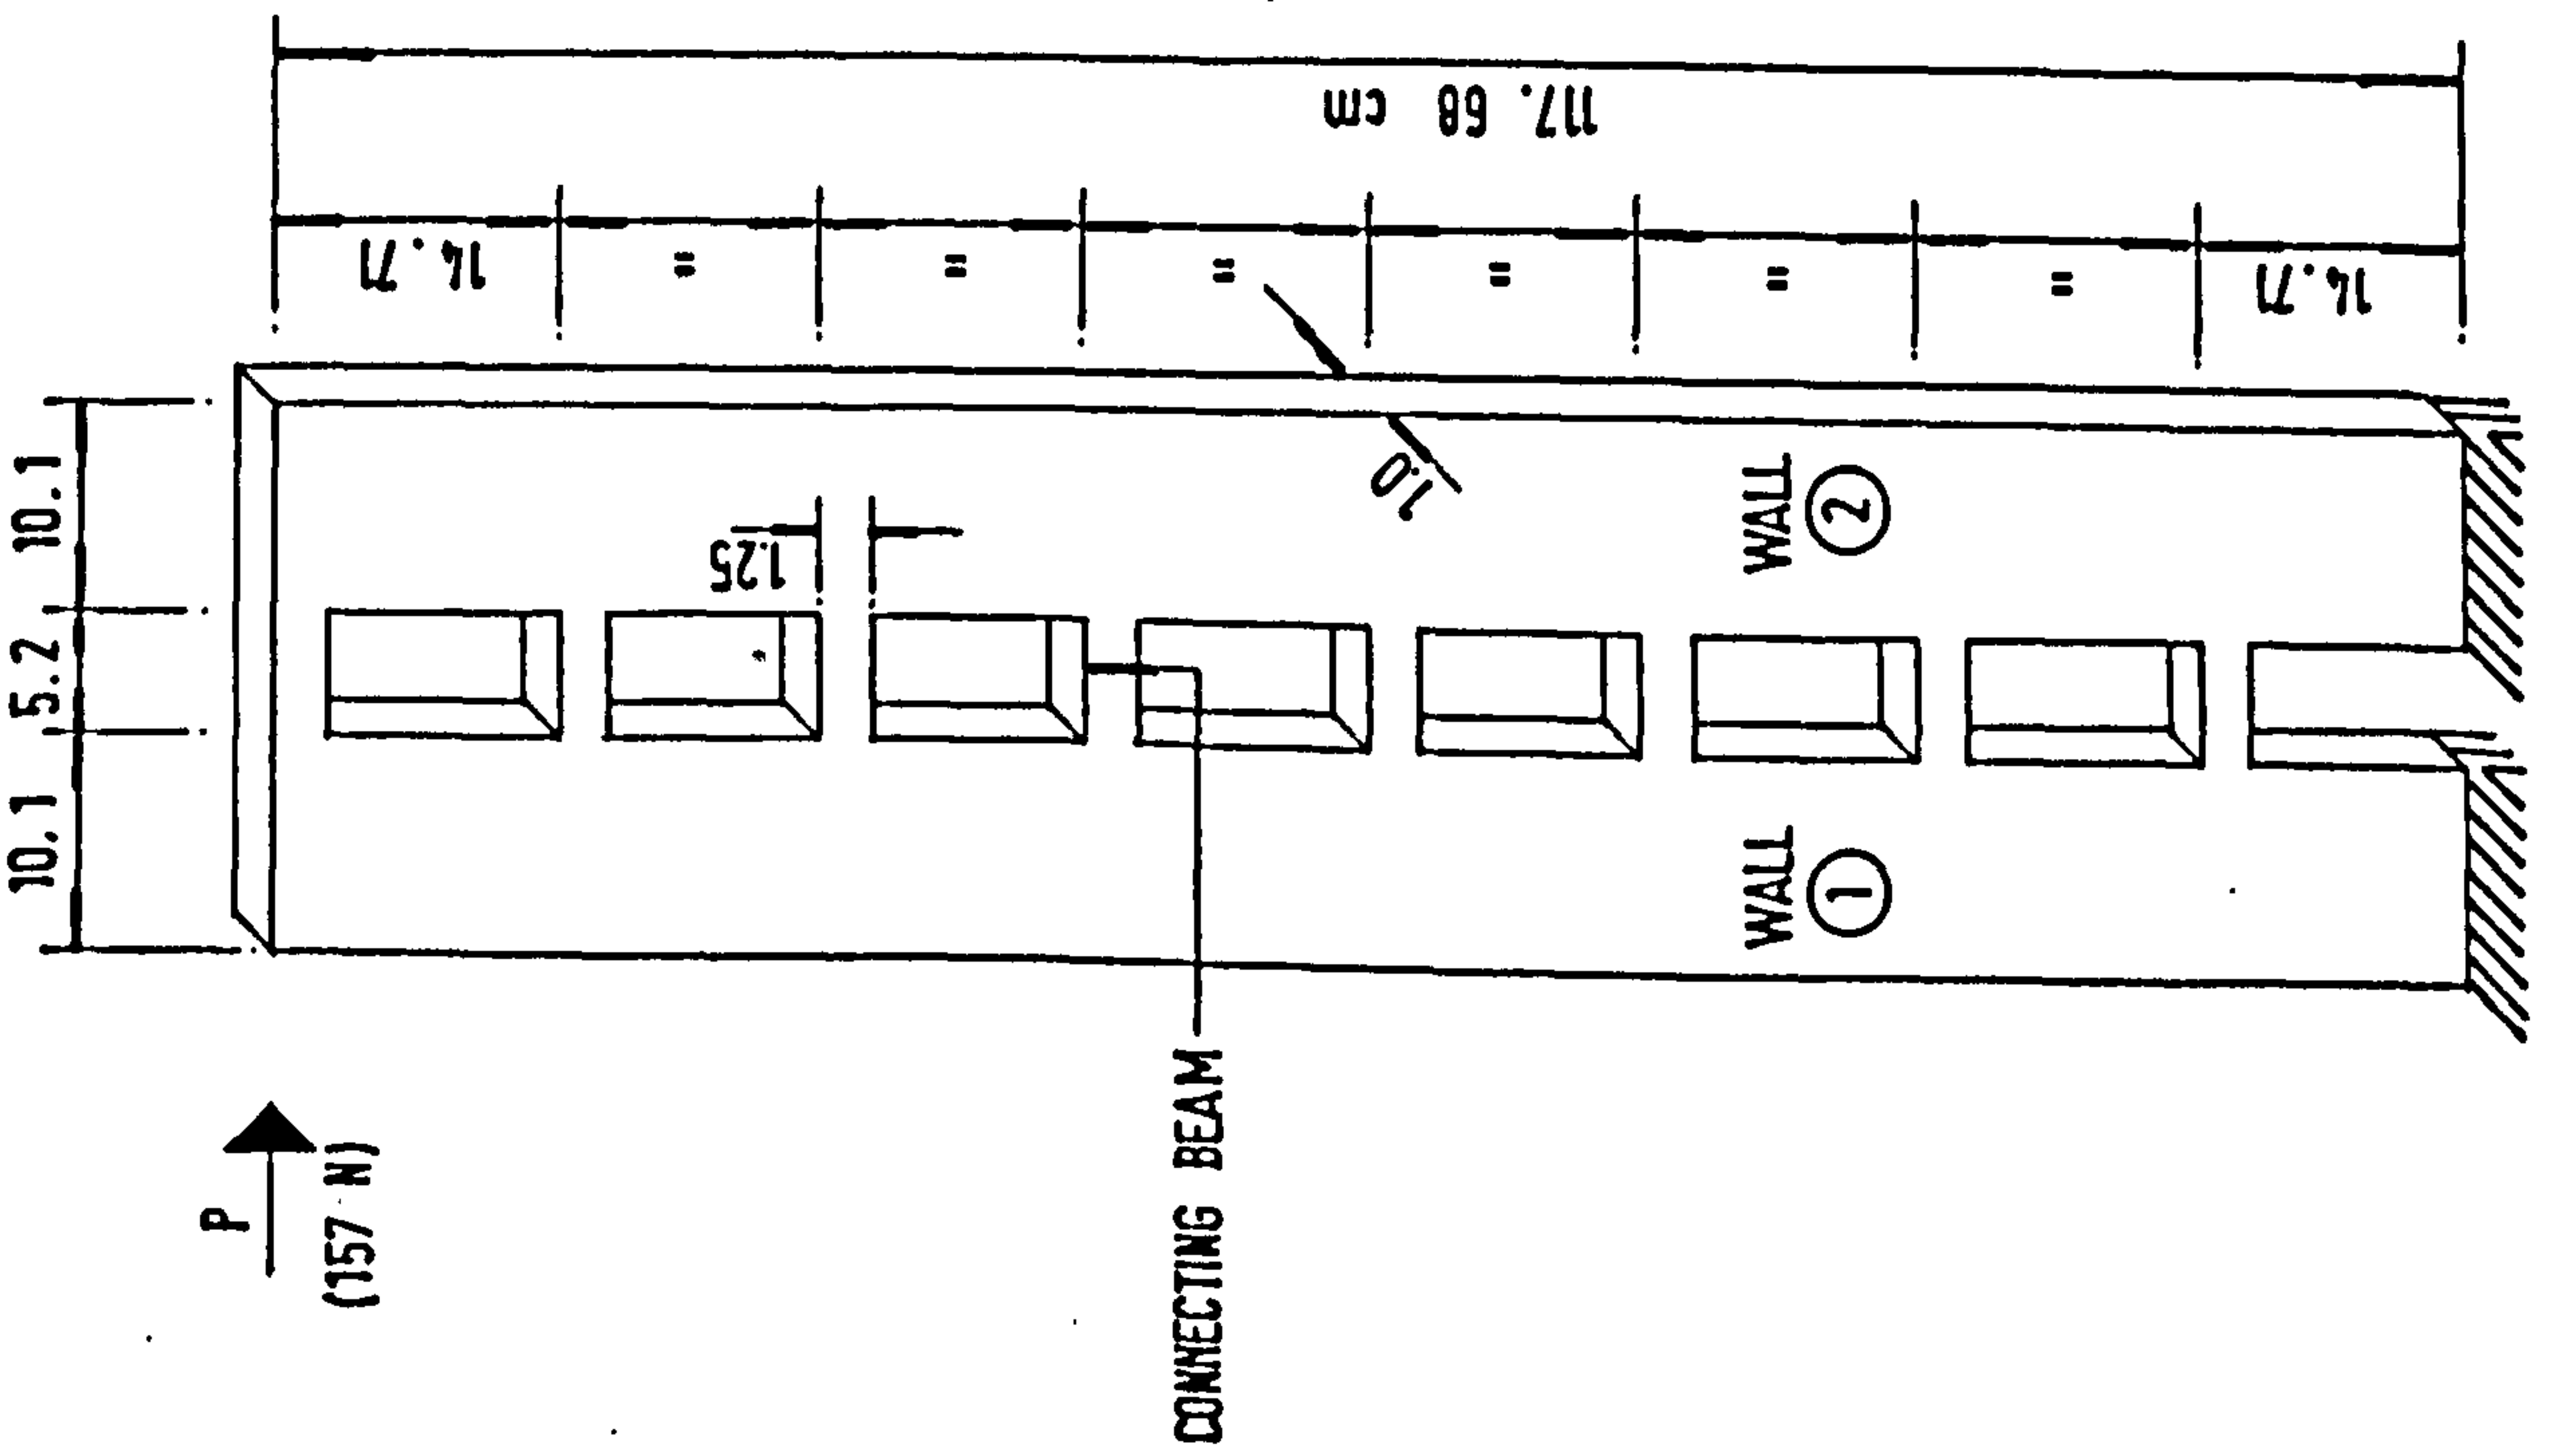 10.1
5.2
10.1
117.68 cm
14.71
"
"
"
"
"
"
14.71
1.25
1.0
WALL
2
WALL
1
P
(157 N)
CONNECTING BEAM